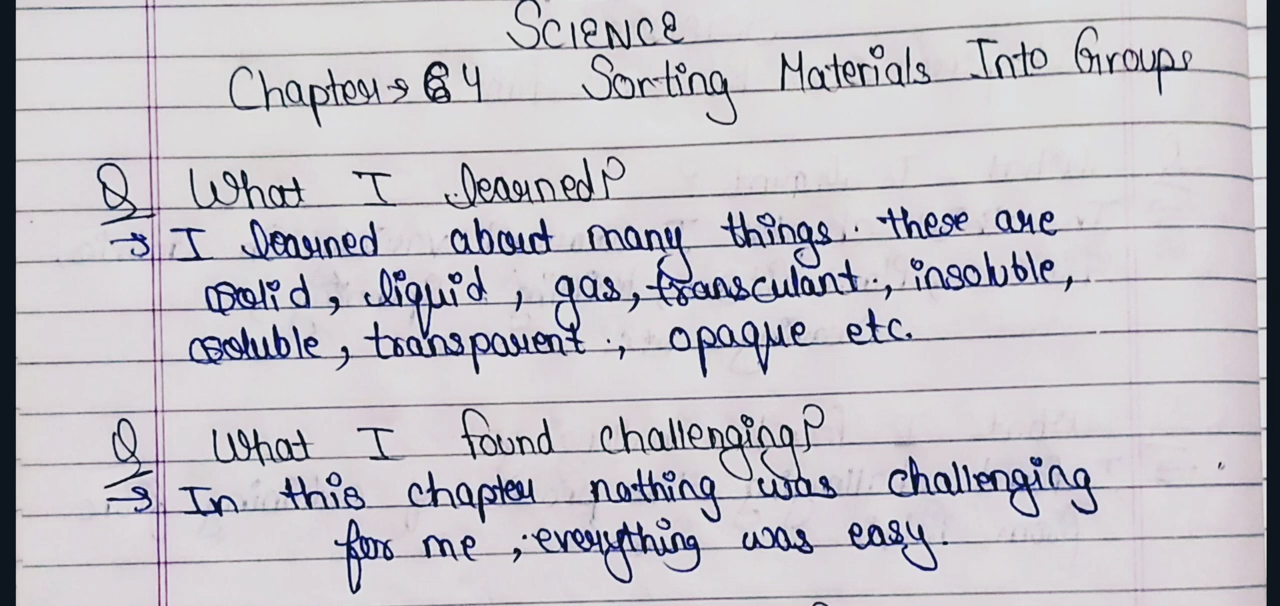 SCIENCE
Chapter → 4 Sorting Materials Into Groups
Q What I learned?
→ I learned about many things. these are
solid, liquid, gas, transculant, insoluble,
soluble, transparent, opaque etc.
Q What I found challenging?
→ In this chapter nothing was challenging
for me, everything was easy.